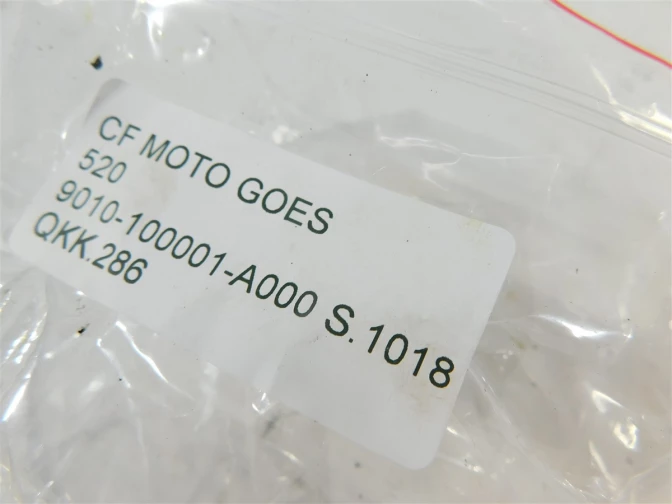 CF MOTO GOES
520
9010-100001-A000 S.1018
QKK.286